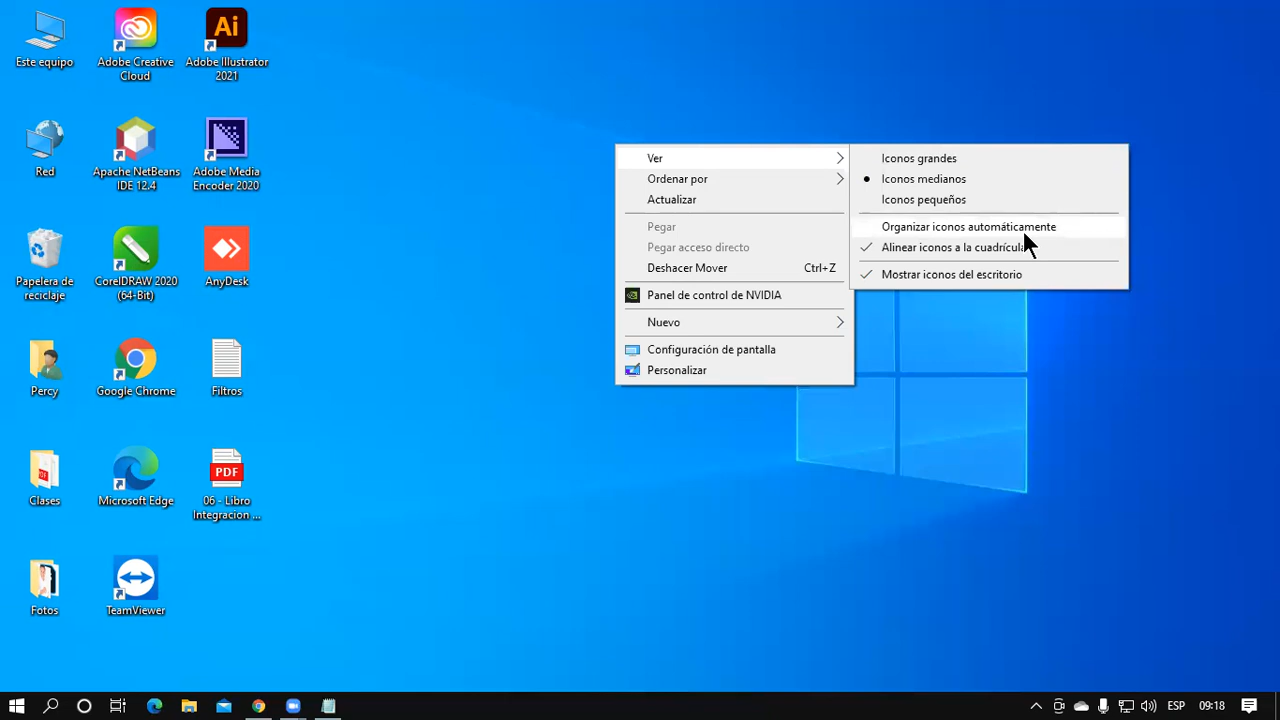 Este equipo
Adobe Creative
Cloud
Ai
Adobe Illustrator
2021
Red
Apache NetBeans
IDE 12.4
Adobe Media
Encoder 2020
Papelera de
reciclaje
CorelDRAW 2020
(64-Bit)
AnyDesk
Percy
Google Chrome
Filtros
Clases
Microsoft Edge
PDF
06 - Libro
Integracion ...
Fotos
TeamViewer
Ver
Ordenar por
Actualizar
Pegar
Pegar acceso directo
Deshacer Mover Ctrl+Z
Panel de control de NVIDIA
Nuevo
Configuración de pantalla
Personalizar
Iconos grandes
Iconos medianos
Iconos pequeños
Organizar iconos automáticamente
Alinear iconos a la cuadrícula
Mostrar iconos del escritorio
ESP 09:18